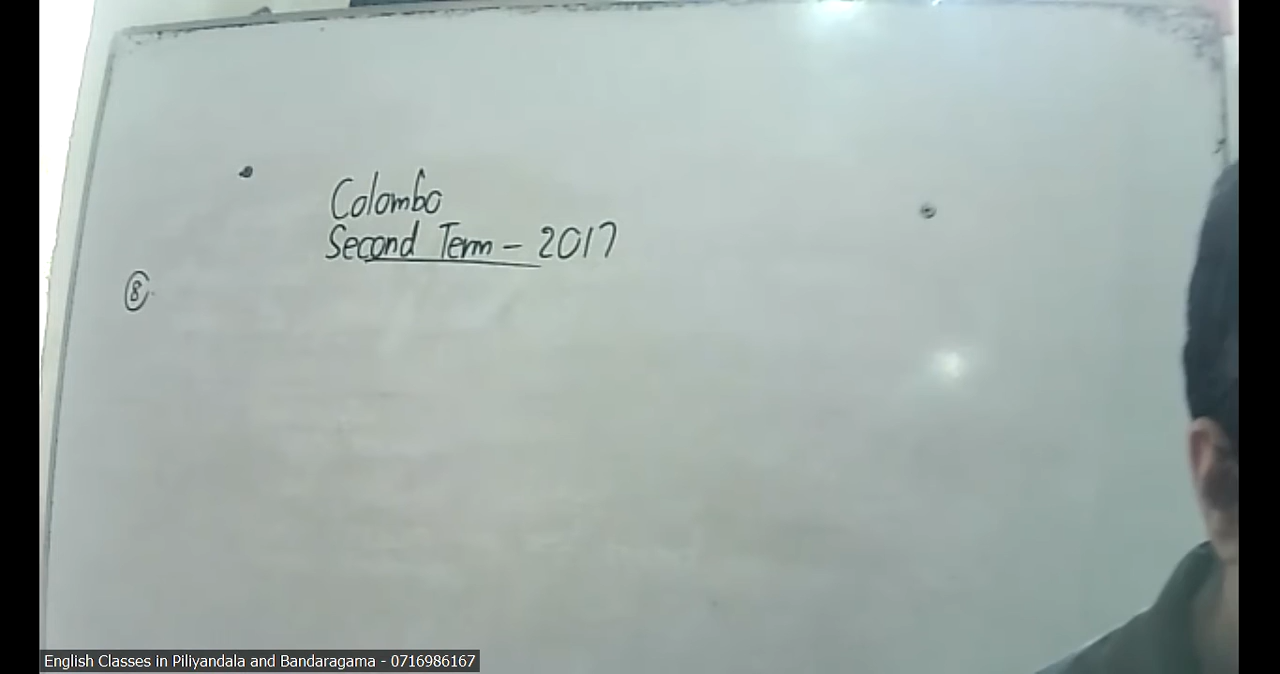 Colombo
Second Term - 2017
8.
English Classes in Piliyandala and Bandaragama - 0716986167